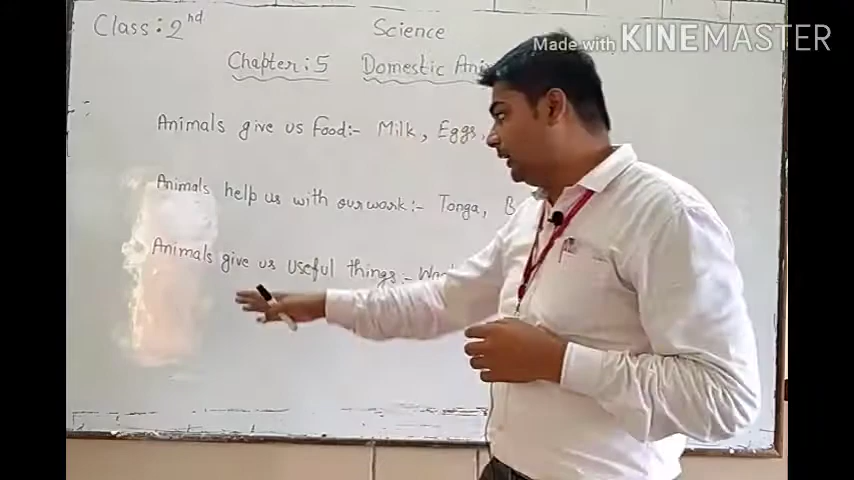 Class : 2nd
Science
Made with KINEMASTER
Chapter : 5 Domestic
Animals give us Food:- Milk, Eggs,
Animals help us with our work:- Tonga, B
Animals give us useful things:-